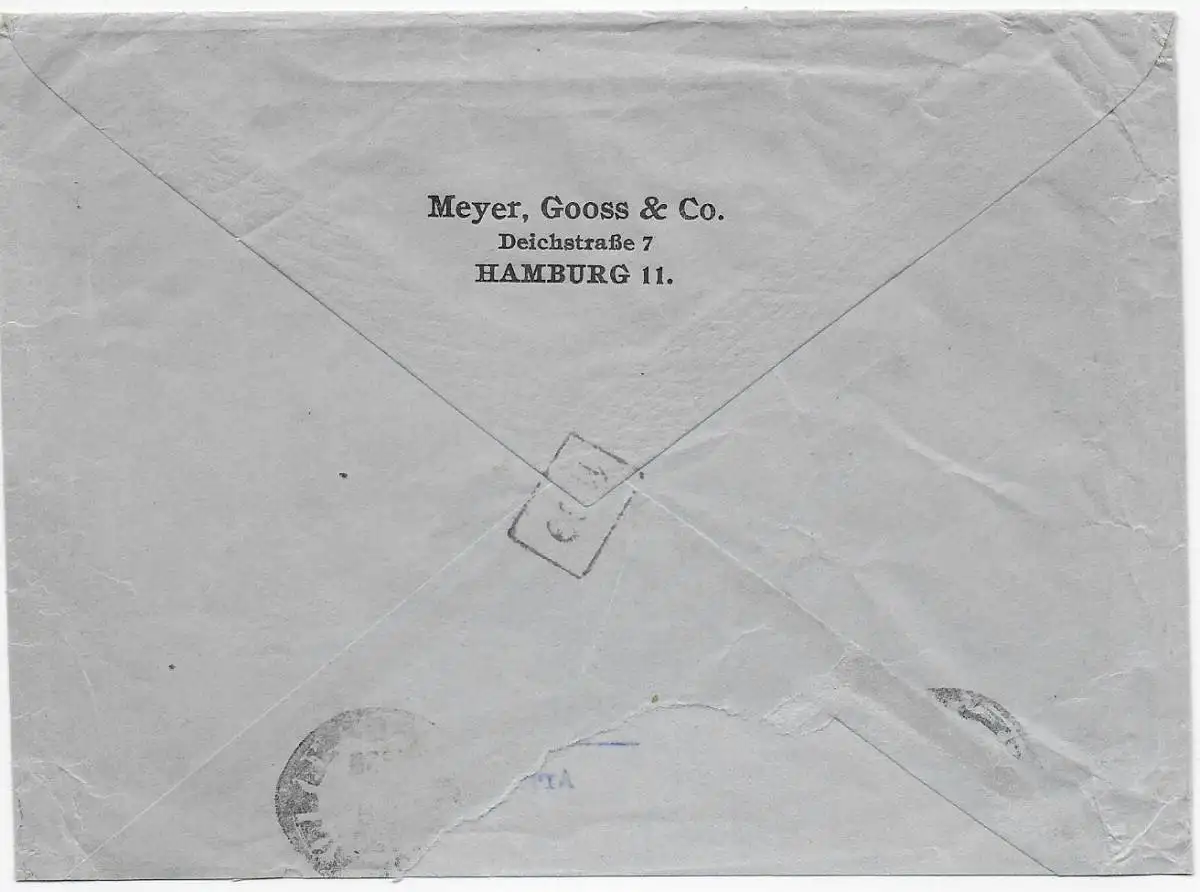 Meyer, Gooss & Co.
Deichstraße 7
HAMBURG 11.